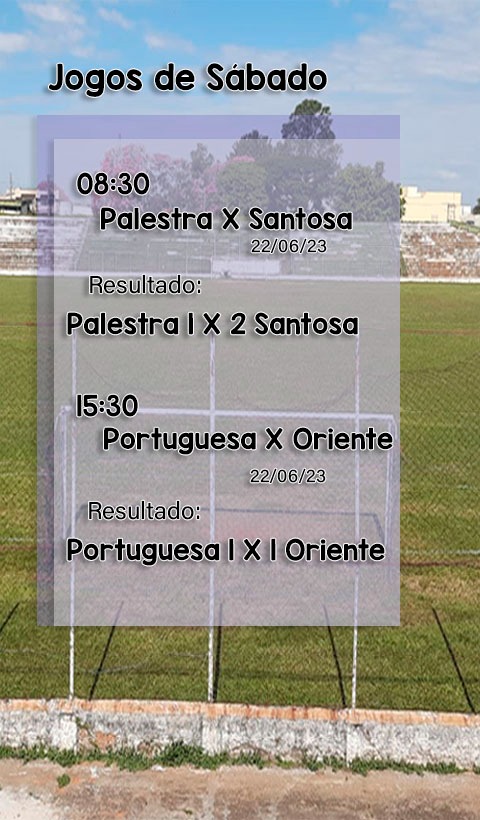 Jogos de Sábado
08:30
Palestra X Santosa
22/06/23
Resultado:
Palestra 1 X 2 Santosa
15:30
Portuguesa X Oriente
22/06/23
Resultado:
Portuguesa 1 X 1 Oriente